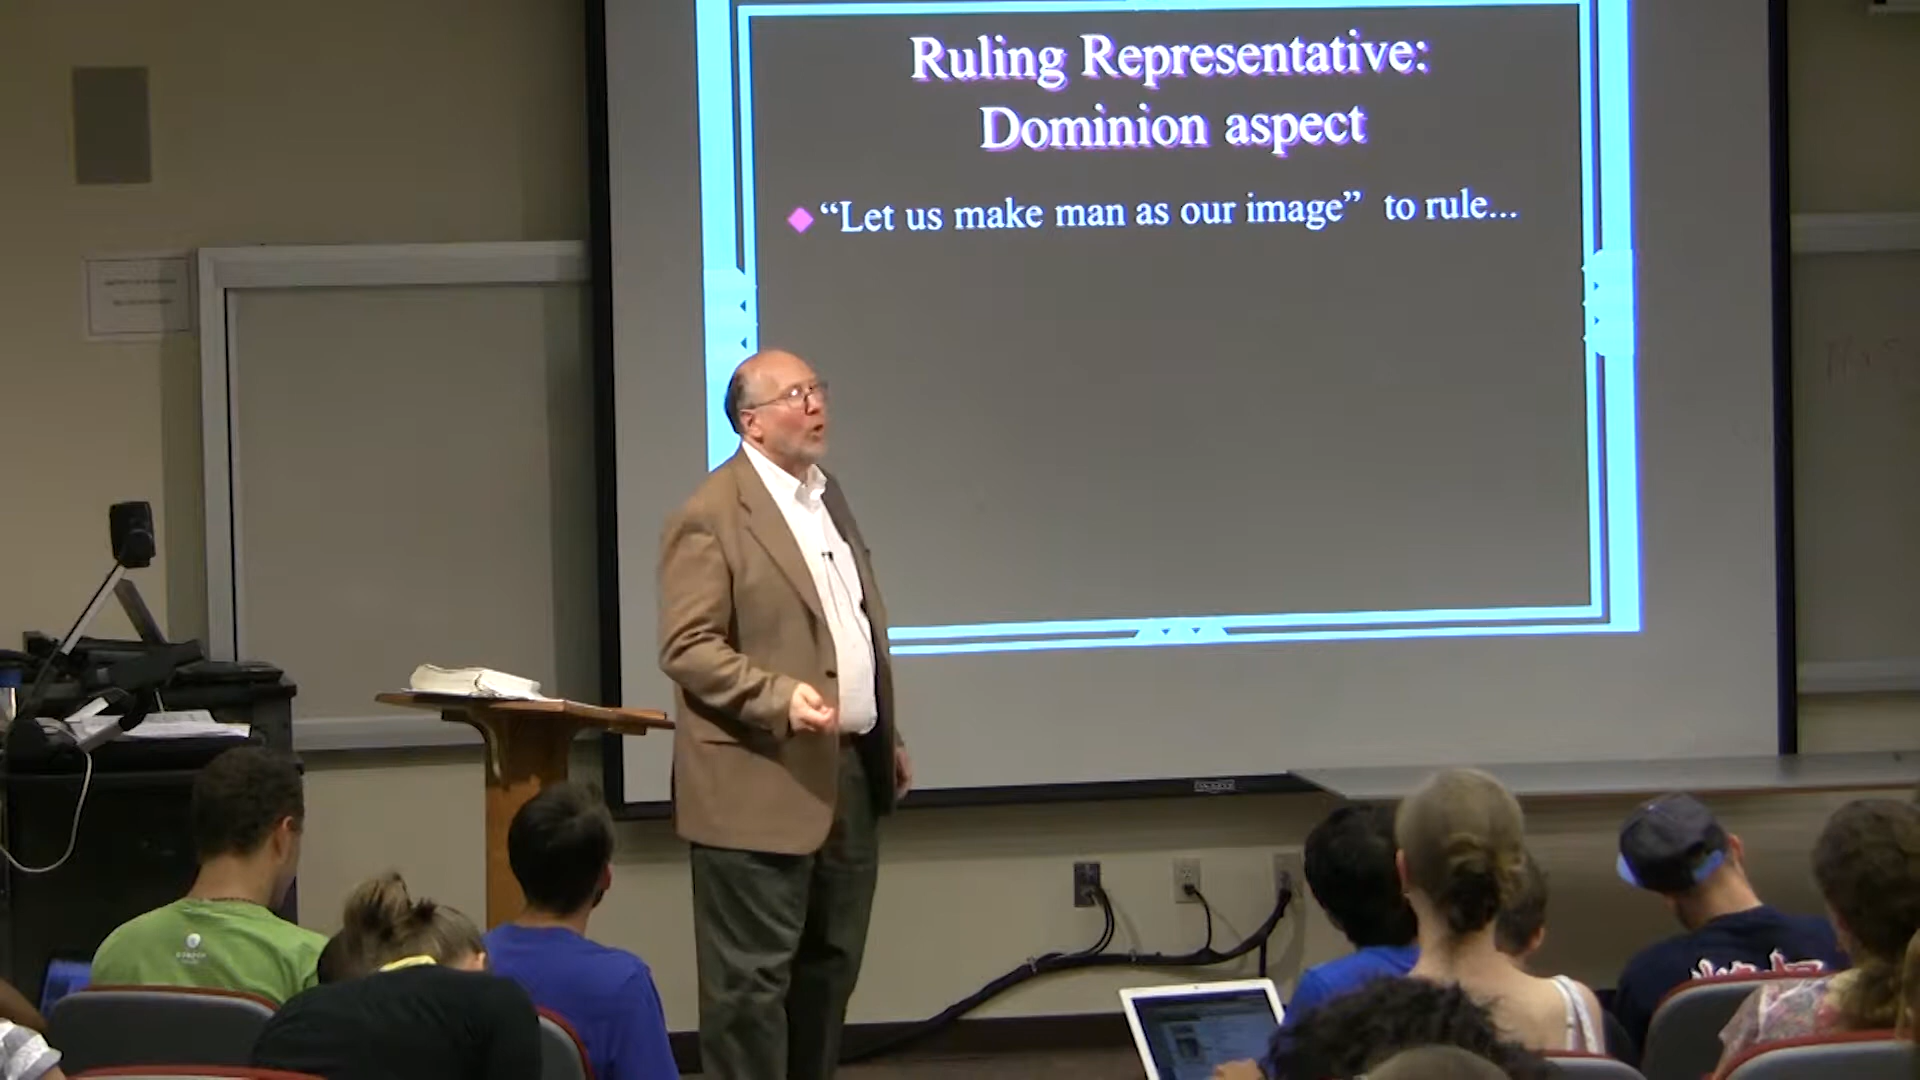 Ruling Representative:
Dominion aspect
“Let us make man as our image” to rule...